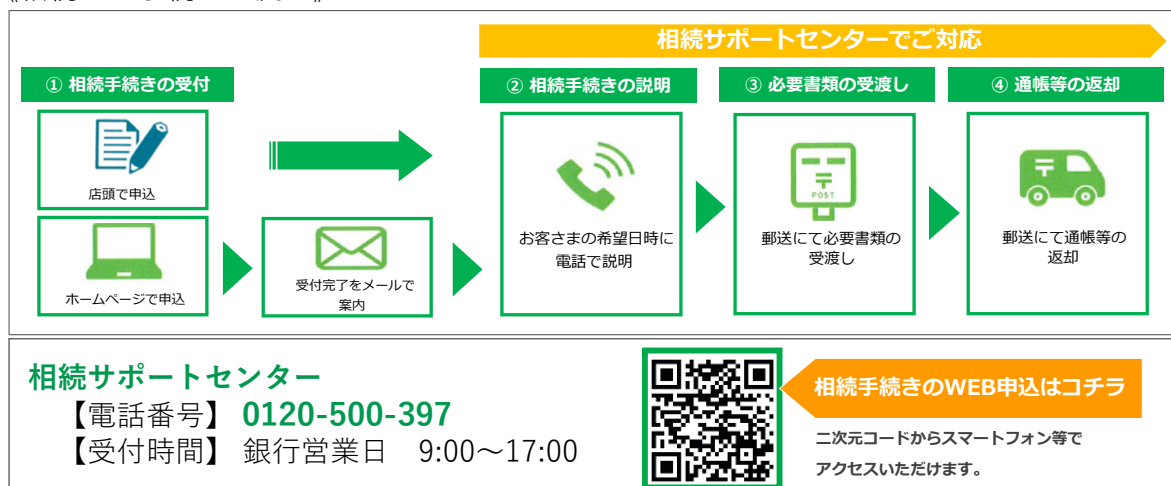 相続サポートセンターでご対応
① 相続手続きの受付
② 相続手続きの説明
③ 必要書類の受渡し
④ 通帳等の返却
店頭で申込
ホームページで申込
受付完了をメールで
案内
お客さまの希望日時に
電話で説明
〒
POST
郵送にて必要書類の
受渡し
〒
郵送にて通帳等の
返却
相続サポートセンター
【電話番号】 0120-500-397
【受付時間】 銀行営業日 9:00～17:00
相続手続きのWEB申込はコチラ
二次元コードからスマートフォン等で
アクセスいただけます。